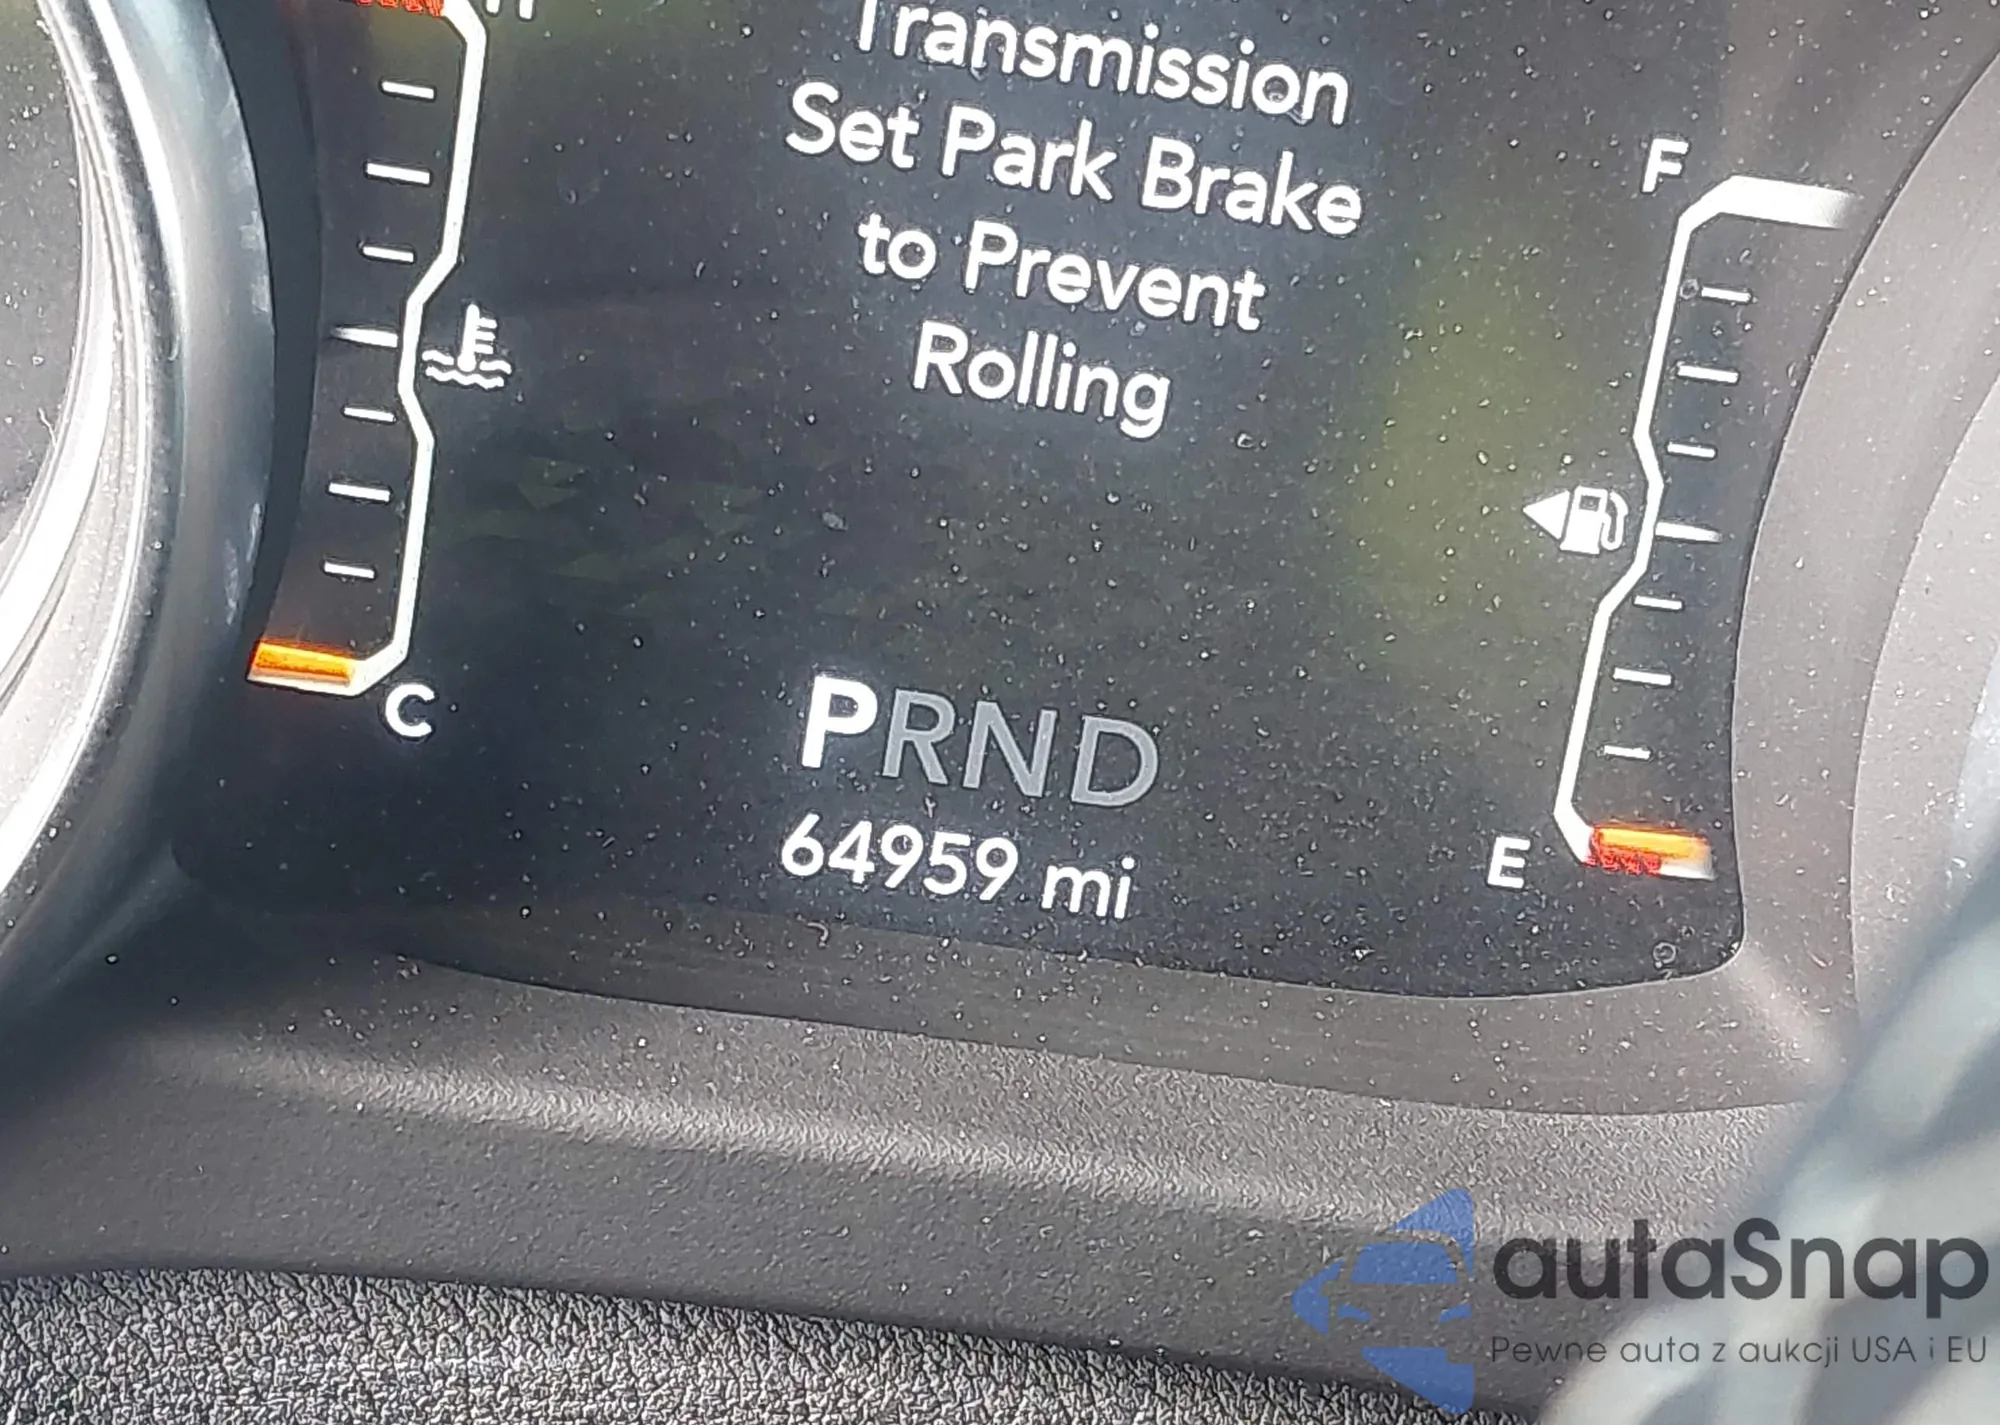 H
Transmission
Set Park Brake
to Prevent
Rolling
F
C
PRND
64959 mi
E
autaSnap
Pewne auta z aukcji USA i EU